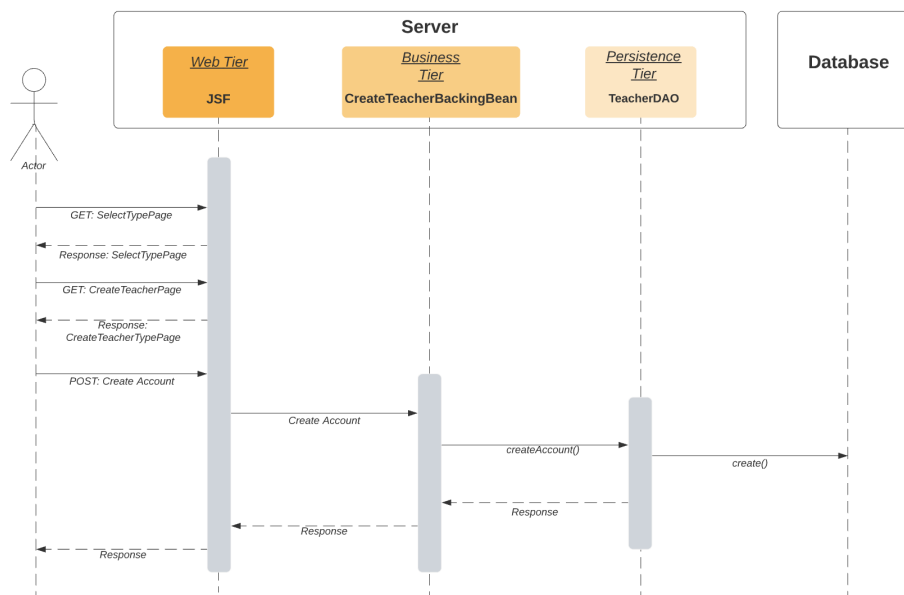 Server
Database
Web Tier
JSF
Business
Tier
CreateTeacherBackingBean
Persistence
Tier
TeacherDAO
Actor
GET: SelectTypePage
Response: SelectTypePage
GET: CreateTeacherPage
Response:
CreateTeacherTypePage
POST: Create Account
Create Account
createAccount()
create()
Response
Response
Response